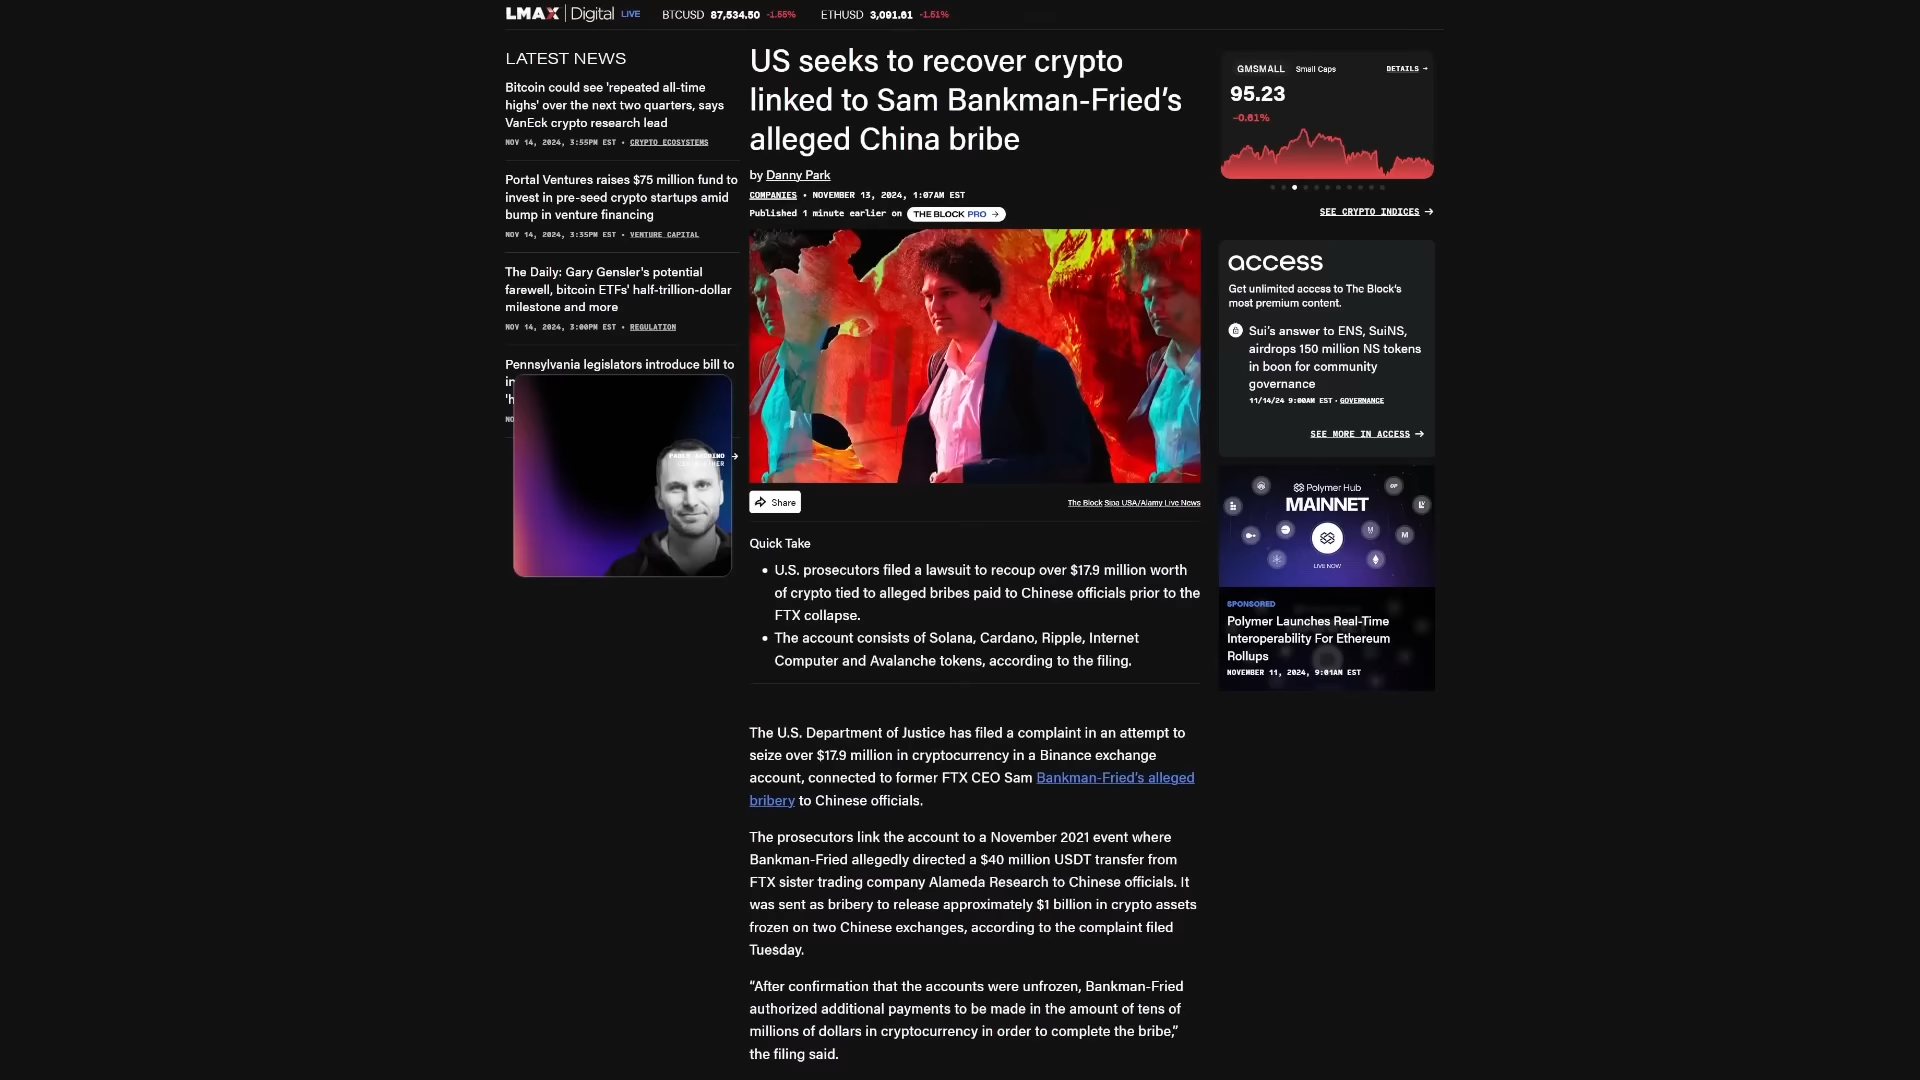 LMAX Digital LIVE BTCUSD 87,534.50 -1.55% ETHUSD 3,091.61 -1.51%
LATEST NEWS
Bitcoin could see 'repeated all-time
highs' over the next two quarters, says
VanEck crypto research lead
NOV 14, 2024, 3:55PM EST • CRYPTO ECOSYSTEMS
Portal Ventures raises $75 million fund to
invest in pre-seed crypto startups amid
bump in venture financing
NOV 14, 2024, 3:35PM EST • VENTURE CAPITAL
The Daily: Gary Gensler's potential
farewell, bitcoin ETFs' half-trillion-dollar
milestone and more
NOV 14, 2024, 3:00PM EST • REGULATION
Pennsylvania legislators introduce bill to
US seeks to recover crypto
linked to Sam Bankman-Fried’s
alleged China bribe
by Danny Park
COMPANIES • NOVEMBER 13, 2024, 1:07AM EST
Published 1 minute earlier on THE BLOCK PRO →
Share
The Block Sipa USA/Alamy Live News
Quick Take
• U.S. prosecutors filed a lawsuit to recoup over $17.9 million worth
of crypto tied to alleged bribes paid to Chinese officials prior to the
FTX collapse.
• The account consists of Solana, Cardano, Ripple, Internet
Computer and Avalanche tokens, according to the filing.
The U.S. Department of Justice has filed a complaint in an attempt to
seize over $17.9 million in cryptocurrency in a Binance exchange
account, connected to former FTX CEO Sam Bankman-Fried’s alleged
bribery to Chinese officials.
The prosecutors link the account to a November 2021 event where
Bankman-Fried allegedly directed a $40 million USDT transfer from
FTX sister trading company Alameda Research to Chinese officials. It
was sent as bribery to release approximately $1 billion in crypto assets
frozen on two Chinese exchanges, according to the complaint filed
Tuesday.
“After confirmation that the accounts were unfrozen, Bankman-Fried
authorized additional payments to be made in the amount of tens of
millions of dollars in cryptocurrency in order to complete the bribe,”
the filing said.
GMSMALL Small Caps DETAILS →
95.23
-0.61%
SEE CRYPTO INDICES →
access
Get unlimited access to The Block’s
most premium content.
Sui’s answer to ENS, SuiNS,
airdrops 150 million NS tokens
in boon for community
governance
11/14/24 9:00AM EST • GOVERNANCE
SEE MORE IN ACCESS →
Polymer Hub
MAINNET
LIVE NOW
SPONSORED
Polymer Launches Real-Time
Interoperability For Ethereum
Rollups
NOVEMBER 11, 2024, 9:01AM EST